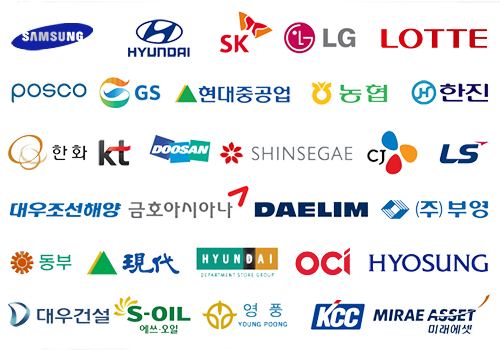 SAMSUNG
HYUNDAI
SK
LG
LOTTE
posco
GS
현대중공업
농협
한진
한화
kt
DOOSAN
SHINSEGAE
CJ
LS
대우조선해양
금호아시아나
DAELIM
(주)부영
동부
現代
HYUNDAI
DEPARTMENT STORE GROUP
OCI
HYOSUNG
대우건설
S-OIL
에쓰-오일
영풍
YOUNG POONG
KCC
MIRAE ASSET
미래에셋